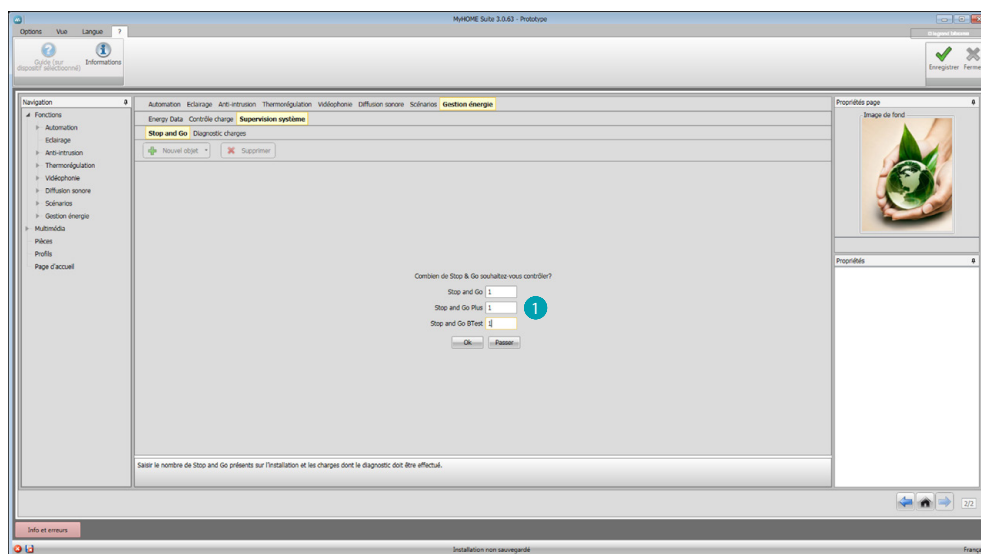 MyHOME Suite 3.0.63 - Prototype
Options Vue Langue ?
Guide (sur dispositif sélectionné)
Informations
Enregistrer Ferme
Navigation
Fonctions
Automation
Eclairage
Anti-intrusion
Thermorégulation
Vidéophonie
Diffusion sonore
Scénarios
Gestion énergie
Multimédia
Pièces
Profils
Page d'accueil
Automation Eclairage Anti-intrusion Thermorégulation Vidéophonie Diffusion sonore Scénarios Gestion énergie
Energy Data Contrôle charge Supervision système
Stop and Go Diagnostic charges
Nouvel objet Supprimer
Combien de Stop & Go souhaitez-vous contrôler?
Stop and Go 1
Stop and Go Plus 1
1
Stop and Go BTest 1
Ok Passer
Saisir le nombre de Stop and Go présents sur l'installation et les charges dont le diagnostic doit être effectué.
Propriétés page
Image de fond
Propriétés
2/2
Info et erreurs
Installation non sauvegardé
França